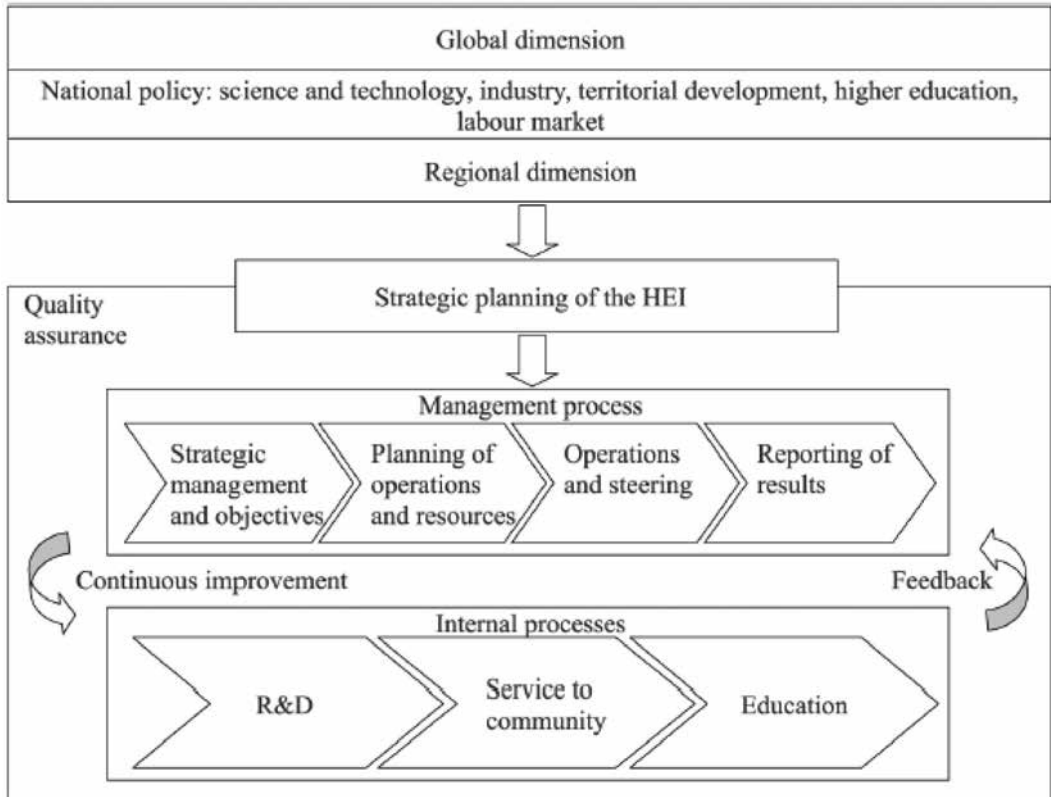 Global dimension
National policy: science and technology, industry, territorial development, higher education,
labour market
Regional dimension
Strategic planning of the HEI
Quality
assurance
Management process
Strategic
management
and objectives
Planning of
operations
and resources
Operations
and steering
Reporting of
results
Continuous improvement
Feedback
Internal processes
R&D
Service to
community
Education